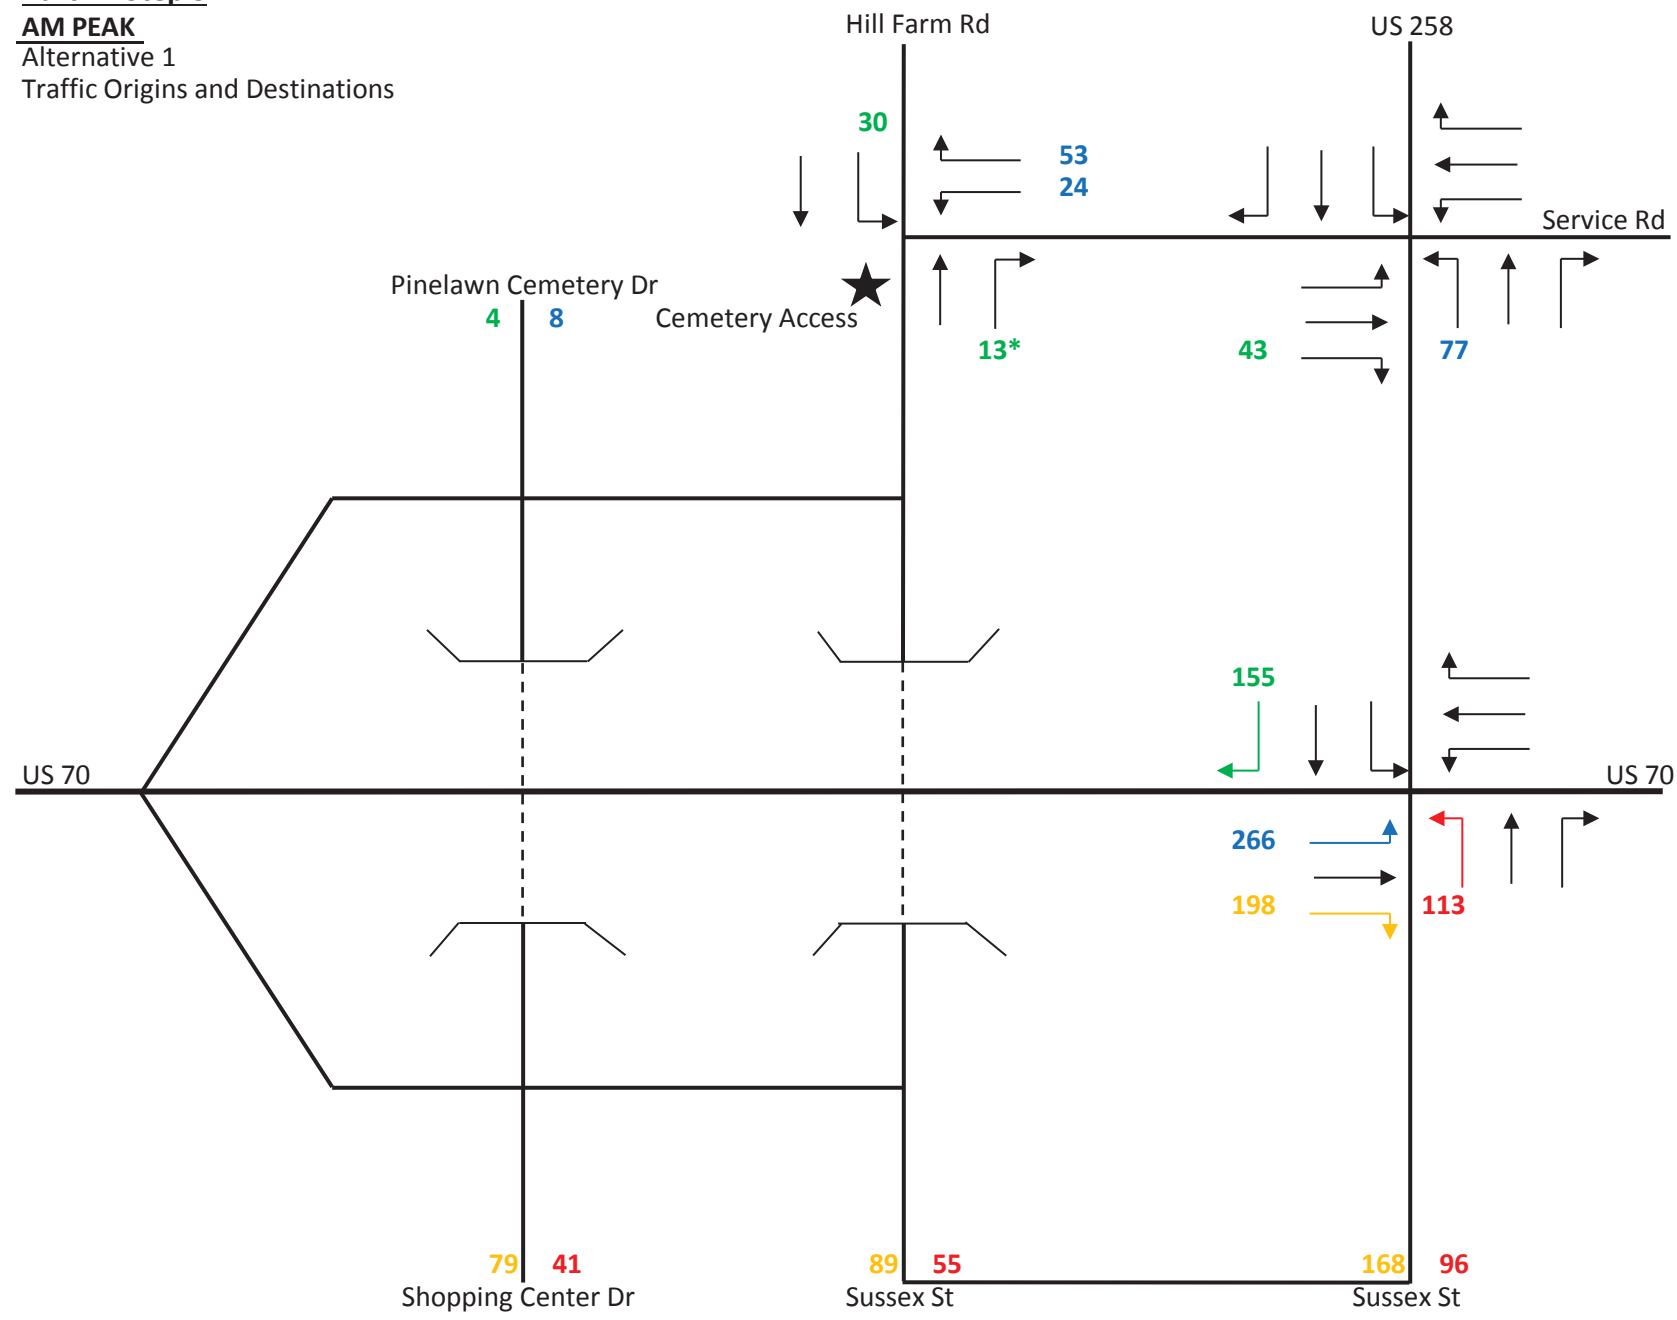 AM PEAK
Alternative 1
Traffic Origins and Destinations
Hill Farm Rd
US 258
30
53
24
Service Rd
Pinelawn Cemetery Dr
4 8
Cemetery Access
13*
43
77
155
US 70
US 70
266
198
113
79 41
89 55
168 96
Shopping Center Dr
Sussex St
Sussex St